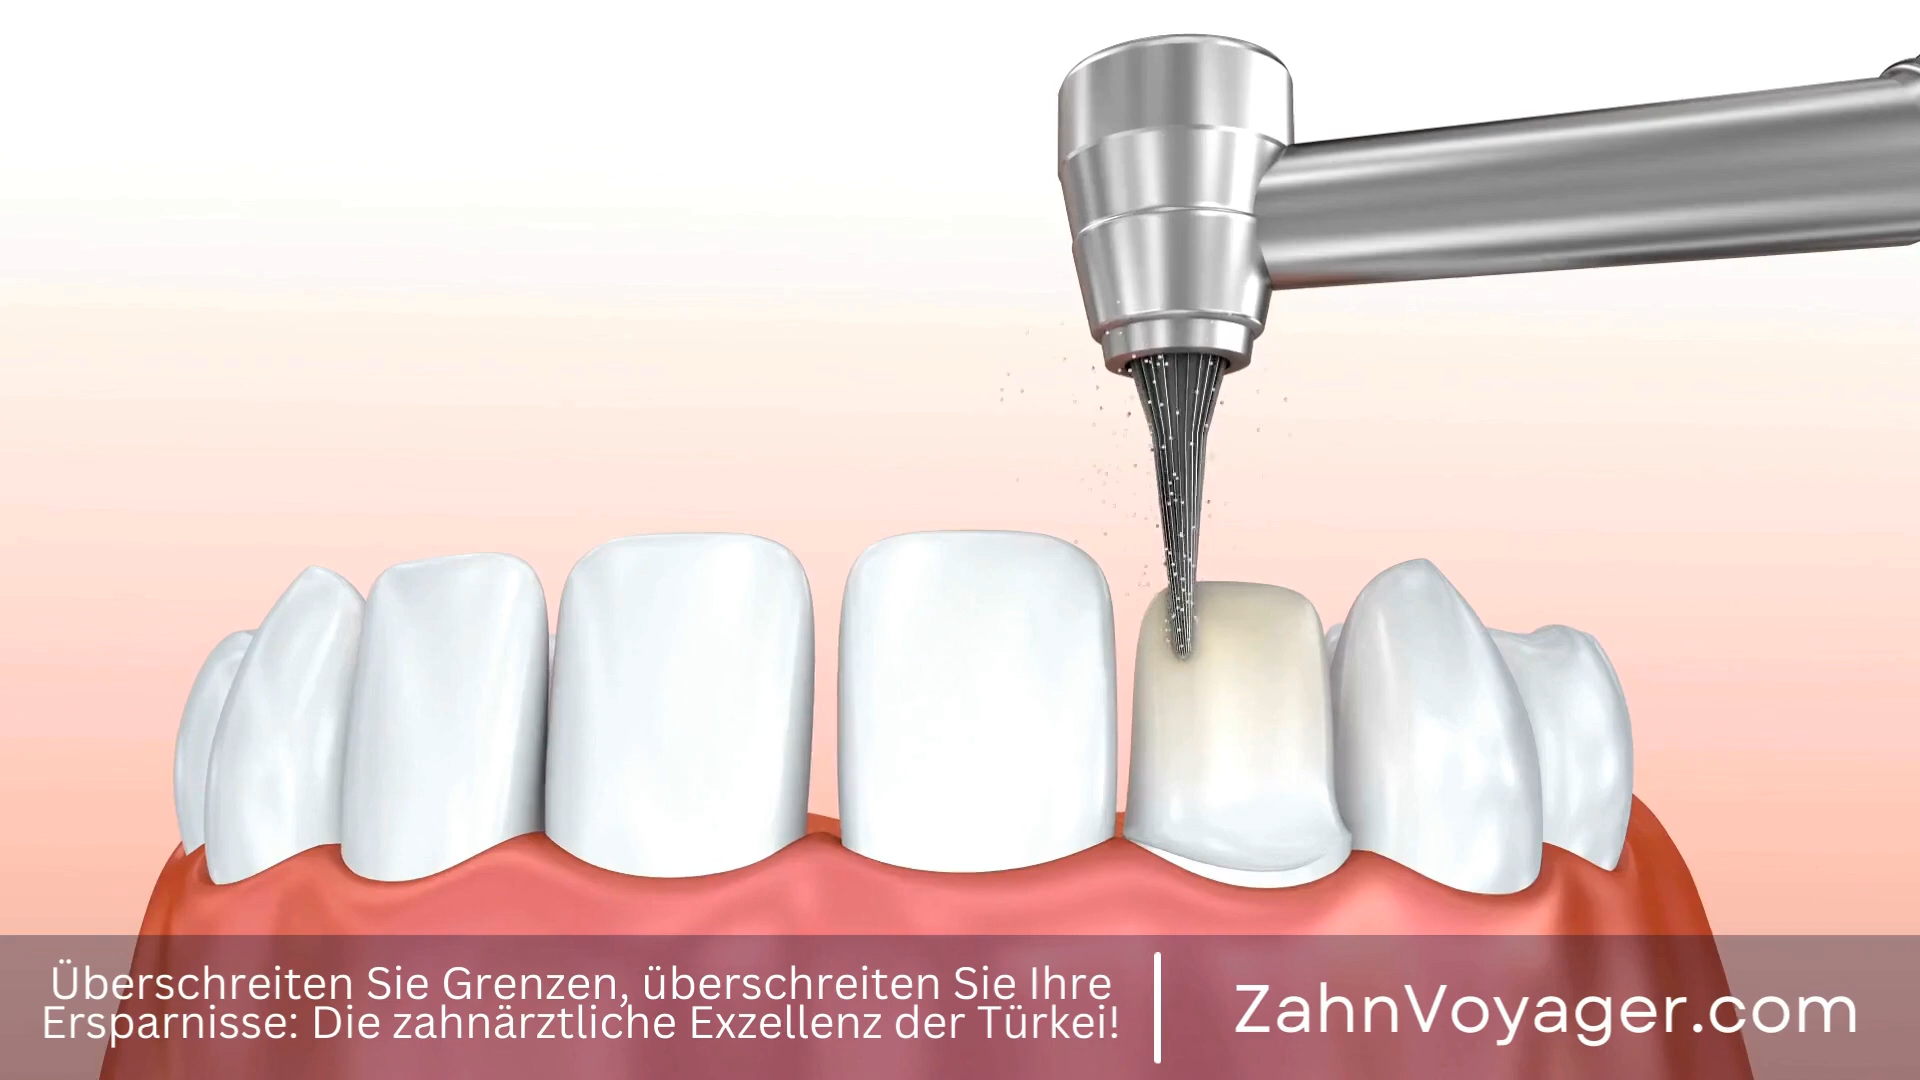 Überschreiten Sie Grenzen, überschreiten Sie Ihre
Ersparnisse: Die zahnärztliche Exzellenz der Türkei!
ZahnVoyager.com